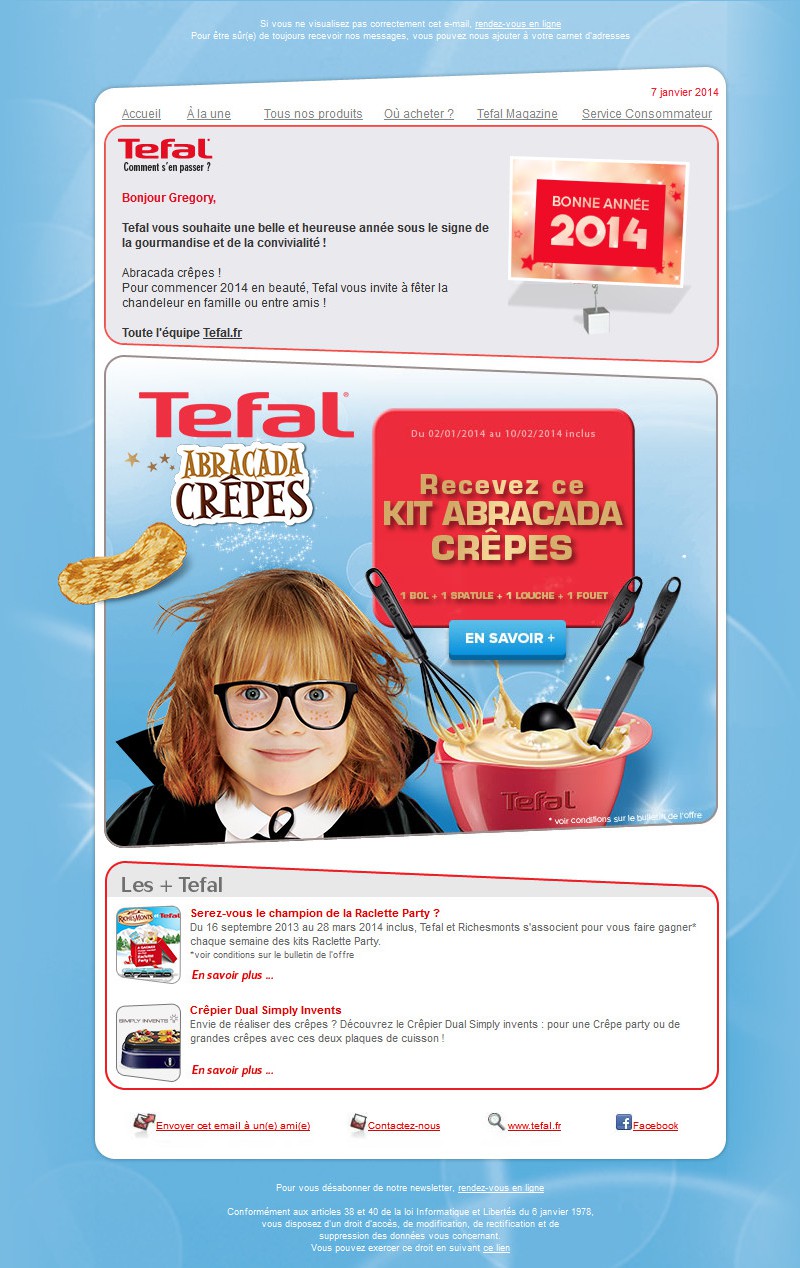 Si vous ne visualisez pas correctement cet e-mail, rendez-vous en ligne
Pour être sûr(e) de toujours recevoir nos messages, vous pouvez nous ajouter à votre carnet d'adresses
7 janvier 2014
Accueil À la une Tous nos produits Où acheter ? Tefal Magazine Service Consommateur
Tefal
Comment s'en passer ?
Bonjour Gregory,
Tefal vous souhaite une belle et heureuse année sous le signe de
la gourmandise et de la convivialité !
Abracada crêpes !
Pour commencer 2014 en beauté, Tefal vous invite à fêter la
chandeleur en famille ou entre amis !
Toute l'équipe Tefal.fr
BONNE ANNÉE
2014
Tefal
ABRACADA
CRÊPES
Du 02/01/2014 au 10/02/2014 inclus
Recevez ce
KIT ABRACADA
CRÊPES
1 BOL + 1 SPATULE + 1 LOUCHE + 1 FOUET
EN SAVOIR +
Tefal
Tefal
Tefal
Tefal
* voir conditions sur le bulletin de l'offre
Les + Tefal
RICHESMONTS
Tefal
Serez-vous le champion de la Raclette Party ?
Du 16 septembre 2013 au 28 mars 2014 inclus, Tefal et Richesmonts s'associent pour vous faire gagner*
chaque semaine des kits Raclette Party.
*voir conditions sur le bulletin de l'offre
En savoir plus ...
SIMPLY INVENTS
Crêpier Dual Simply Invents
Envie de réaliser des crêpes ? Découvrez le Crêpier Dual Simply invents : pour une Crêpe party ou de
grandes crêpes avec ces deux plaques de cuisson !
En savoir plus ...
Envoyer cet email à un(e) ami(e) Contactez-nous www.tefal.fr Facebook
Pour vous désabonner de notre newsletter, rendez-vous en ligne
Conformément aux articles 38 et 40 de la loi Informatique et Libertés du 6 janvier 1978,
vous disposez d'un droit d'accés, de modification, de rectification et de
suppression des données vous concernant.
Vous pouvez exercer ce droit en suivant ce lien